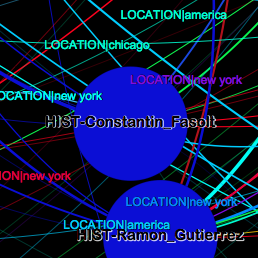 LOCATION|america
LOCATION|chicago
LOCATION|new york
LOCATION|new york
HIST-Constantin_Fasolt
ION|new york
LOCATION|new york
LOCATION|america
HIST-Ramon_Gutierrez